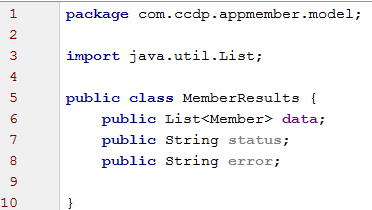 1 package com.ccdp.appmember.model;
2
3 import java.util.List;
4
5 public class MemberResults {
6 public List<Member> data;
7 public String status;
8 public String error;
9
10 }